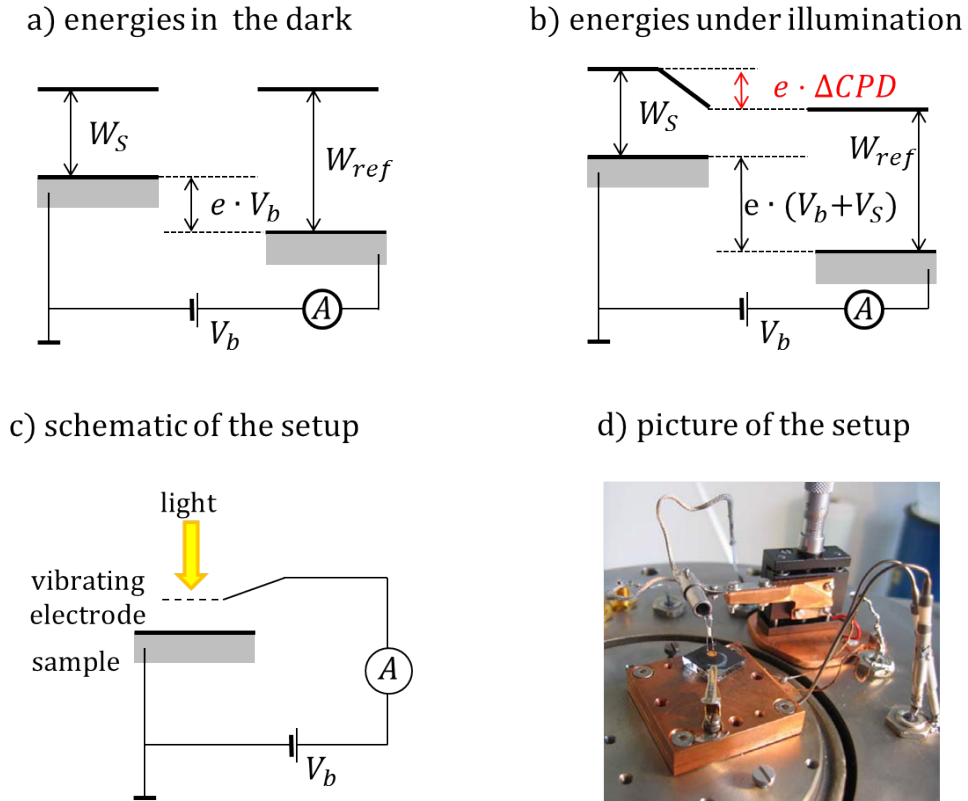 a) energies in the dark
b) energies under illumination
W_S
W_ref
e · V_b
A
V_b
e · ΔCPD
W_S
W_ref
e · (V_b+V_S)
A
V_b
c) schematic of the setup
d) picture of the setup
light
vibrating
electrode
sample
A
V_b